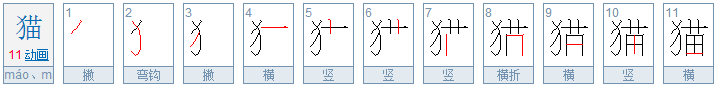 猫 1 2 3 4 5 6 7 8 9 10 11
11 动画
máo、m 撇 弯钩 撇 横 竖 竖 竖 横折 横 竖 横